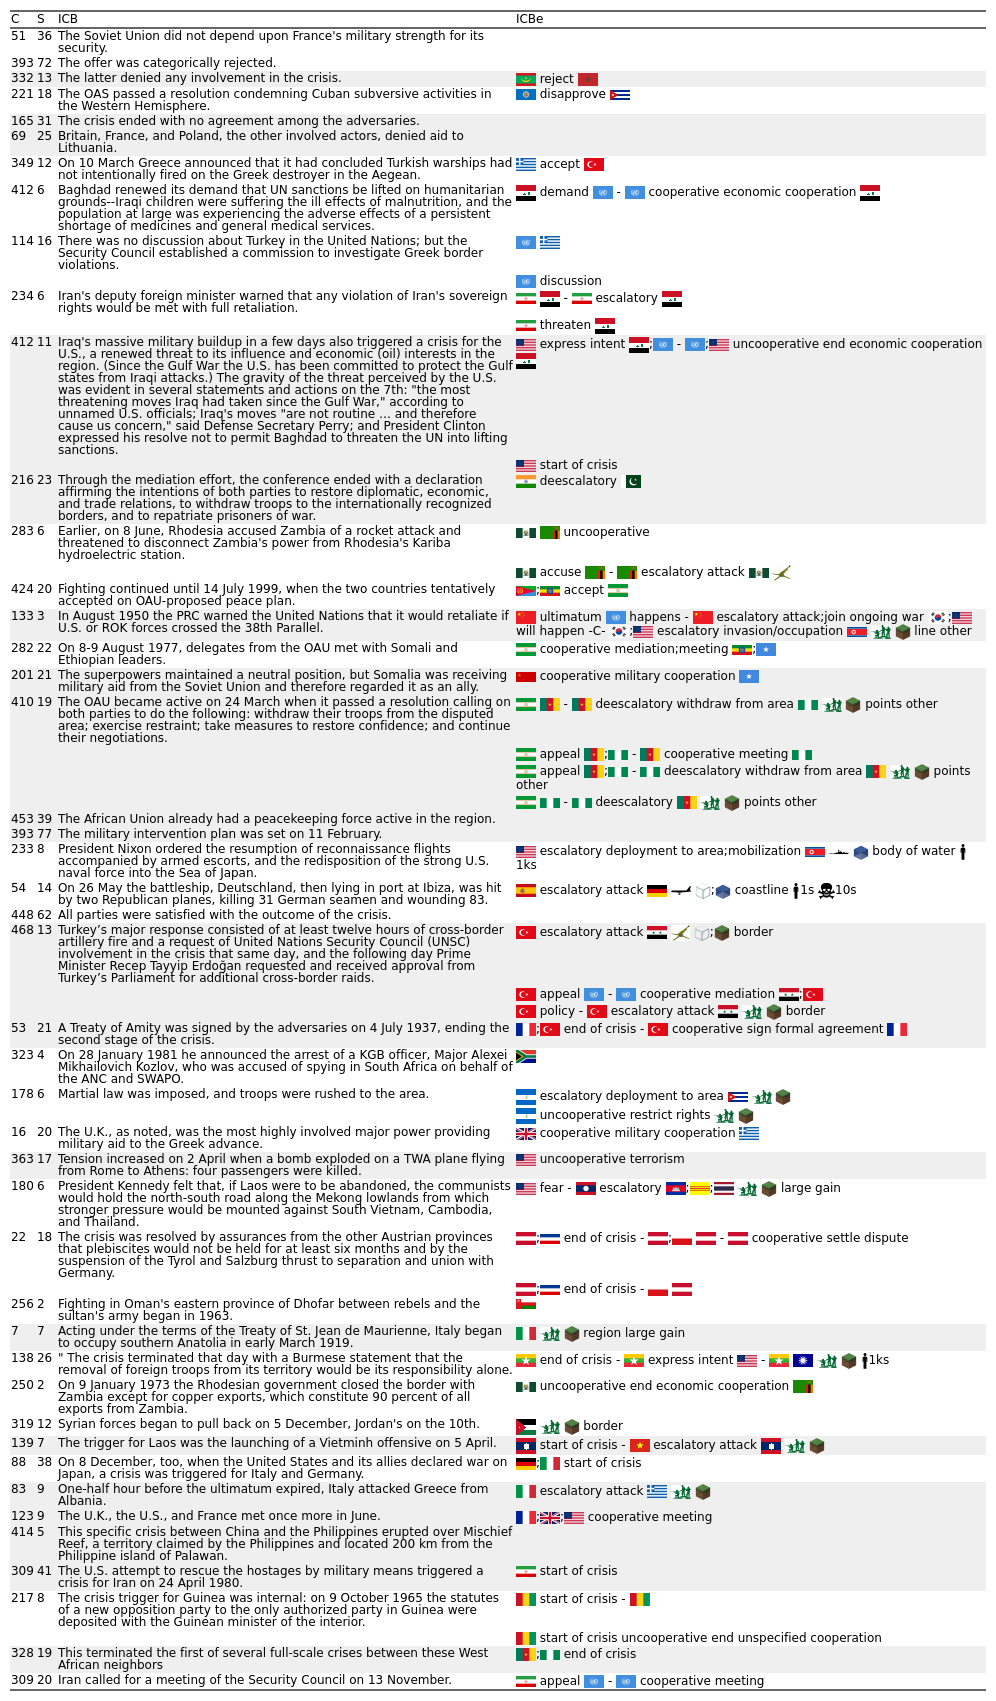 C S ICB ICBe
51 36 The Soviet Union did not depend upon France's military strength for its
security.
393 72 The offer was categorically rejected.
332 13 The latter denied any involvement in the crisis. reject
221 18 The OAS passed a resolution condemning Cuban subversive activities in disapprove
the Western Hemisphere.
165 31 The crisis ended with no agreement among the adversaries.
69 25 Britain, France, and Poland, the other involved actors, denied aid to
Lithuania.
349 12 On 10 March Greece announced that it had concluded Turkish warships had accept
not intentionally fired on the Greek destroyer in the Aegean.
412 6 Baghdad renewed its demand that UN sanctions be lifted on humanitarian demand - cooperative economic cooperation
grounds--Iraqi children were suffering the ill effects of malnutrition, and the
population at large was experiencing the adverse effects of a persistent
shortage of medicines and general medical services.
114 16 There was no discussion about Turkey in the United Nations; but the
Security Council established a commission to investigate Greek border
violations.
discussion
234 6 Iran's deputy foreign minister warned that any violation of Iran's sovereign - escalatory
rights would be met with full retaliation.
threaten
412 11 Iraq's massive military buildup in a few days also triggered a crisis for the express intent ; - ; uncooperative end economic cooperation
U.S., a renewed threat to its influence and economic (oil) interests in the
region. (Since the Gulf War the U.S. has been committed to protect the Gulf
states from Iraqi attacks.) The gravity of the threat perceived by the U.S.
was evident in several statements and actions on the 7th: "the most
threatening moves Iraq had taken since the Gulf War," according to
unnamed U.S. officials; Iraq's moves "are not routine … and therefore
cause us concern," said Defense Secretary Perry; and President Clinton
expressed his resolve not to permit Baghdad to threaten the UN into lifting
sanctions.
start of crisis
216 23 Through the mediation effort, the conference ended with a declaration deescalatory
affirming the intentions of both parties to restore diplomatic, economic,
and trade relations, to withdraw troops to the internationally recognized
borders, and to repatriate prisoners of war.
283 6 Earlier, on 8 June, Rhodesia accused Zambia of a rocket attack and uncooperative
threatened to disconnect Zambia's power from Rhodesia's Kariba
hydroelectric station.
accuse - escalatory attack
424 20 Fighting continued until 14 July 1999, when the two countries tentatively ; accept
accepted on OAU-proposed peace plan.
133 3 In August 1950 the PRC warned the United Nations that it would retaliate if ultimatum happens - escalatory attack;join ongoing war ;
U.S. or ROK forces crossed the 38th Parallel. will happen -C- ; escalatory invasion/occupation line other
282 22 On 8-9 August 1977, delegates from the OAU met with Somali and cooperative mediation;meeting ;
Ethiopian leaders.
201 21 The superpowers maintained a neutral position, but Somalia was receiving cooperative military cooperation
military aid from the Soviet Union and therefore regarded it as an ally.
410 19 The OAU became active on 24 March when it passed a resolution calling on - deescalatory withdraw from area points other
both parties to do the following: withdraw their troops from the disputed
area; exercise restraint; take measures to restore confidence; and continue
their negotiations.
appeal ; - cooperative meeting
appeal ; - deescalatory withdraw from area points
other
- deescalatory points other
453 39 The African Union already had a peacekeeping force active in the region.
393 77 The military intervention plan was set on 11 February.
233 8 President Nixon ordered the resumption of reconnaissance flights escalatory deployment to area;mobilization body of water
accompanied by armed escorts, and the redisposition of the strong U.S. 1ks
naval force into the Sea of Japan.
54 14 On 26 May the battleship, Deutschland, then lying in port at Ibiza, was hit escalatory attack ; coastline 1s 10s
by two Republican planes, killing 31 German seamen and wounding 83.
448 62 All parties were satisfied with the outcome of the crisis.
468 13 Turkey’s major response consisted of at least twelve hours of cross-border escalatory attack ; border
artillery fire and a request of United Nations Security Council (UNSC)
involvement in the crisis that same day, and the following day Prime
Minister Recep Tayyip Erdoğan requested and received approval from
Turkey’s Parliament for additional cross-border raids.
appeal - cooperative mediation ;
policy - escalatory attack border
53 21 A Treaty of Amity was signed by the adversaries on 4 July 1937, ending the ; end of crisis - cooperative sign formal agreement
second stage of the crisis.
323 4 On 28 January 1981 he announced the arrest of a KGB officer, Major Alexei
Mikhailovich Kozlov, who was accused of spying in South Africa on behalf of
the ANC and SWAPO.
178 6 Martial law was imposed, and troops were rushed to the area. escalatory deployment to area
uncooperative restrict rights
16 20 The U.K., as noted, was the most highly involved major power providing cooperative military cooperation
military aid to the Greek advance.
363 17 Tension increased on 2 April when a bomb exploded on a TWA plane flying uncooperative terrorism
from Rome to Athens: four passengers were killed.
180 6 President Kennedy felt that, if Laos were to be abandoned, the communists fear - escalatory ; ; large gain
would hold the north-south road along the Mekong lowlands from which
stronger pressure would be mounted against South Vietnam, Cambodia,
and Thailand.
22 18 The crisis was resolved by assurances from the other Austrian provinces ; end of crisis - ; - cooperative settle dispute
that plebiscites would not be held for at least six months and by the
suspension of the Tyrol and Salzburg thrust to separation and union with
Germany.
; end of crisis -
256 2 Fighting in Oman's eastern province of Dhofar between rebels and the
sultan's army began in 1963.
7 7 Acting under the terms of the Treaty of St. Jean de Maurienne, Italy began region large gain
to occupy southern Anatolia in early March 1919.
138 26 " The crisis terminated that day with a Burmese statement that the end of crisis - express intent - 1ks
removal of foreign troops from its territory would be its responsibility alone.
250 2 On 9 January 1973 the Rhodesian government closed the border with uncooperative end economic cooperation
Zambia except for copper exports, which constitute 90 percent of all
exports from Zambia.
319 12 Syrian forces began to pull back on 5 December, Jordan's on the 10th. border
139 7 The trigger for Laos was the launching of a Vietminh offensive on 5 April. start of crisis - escalatory attack
88 38 On 8 December, too, when the United States and its allies declared war on ; start of crisis
Japan, a crisis was triggered for Italy and Germany.
83 9 One-half hour before the ultimatum expired, Italy attacked Greece from escalatory attack
Albania.
123 9 The U.K., the U.S., and France met once more in June. ; ; cooperative meeting
414 5 This specific crisis between China and the Philippines erupted over Mischief
Reef, a territory claimed by the Philippines and located 200 km from the
Philippine island of Palawan.
309 41 The U.S. attempt to rescue the hostages by military means triggered a start of crisis
crisis for Iran on 24 April 1980.
217 8 The crisis trigger for Guinea was internal: on 9 October 1965 the statutes start of crisis -
of a new opposition party to the only authorized party in Guinea were
deposited with the Guinean minister of the interior.
start of crisis uncooperative end unspecified cooperation
328 19 This terminated the first of several full-scale crises between these West ; end of crisis
African neighbors
309 20 Iran called for a meeting of the Security Council on 13 November. appeal - cooperative meeting